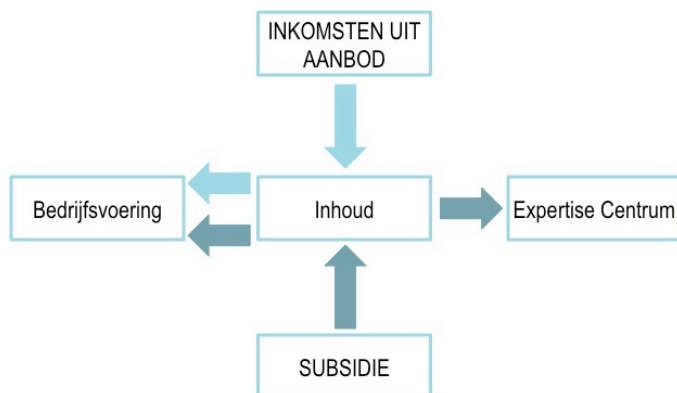 INKOMSTEN UIT
AANBOD
Bedrijfsvoering
Inhoud
Expertise Centrum
SUBSIDIE